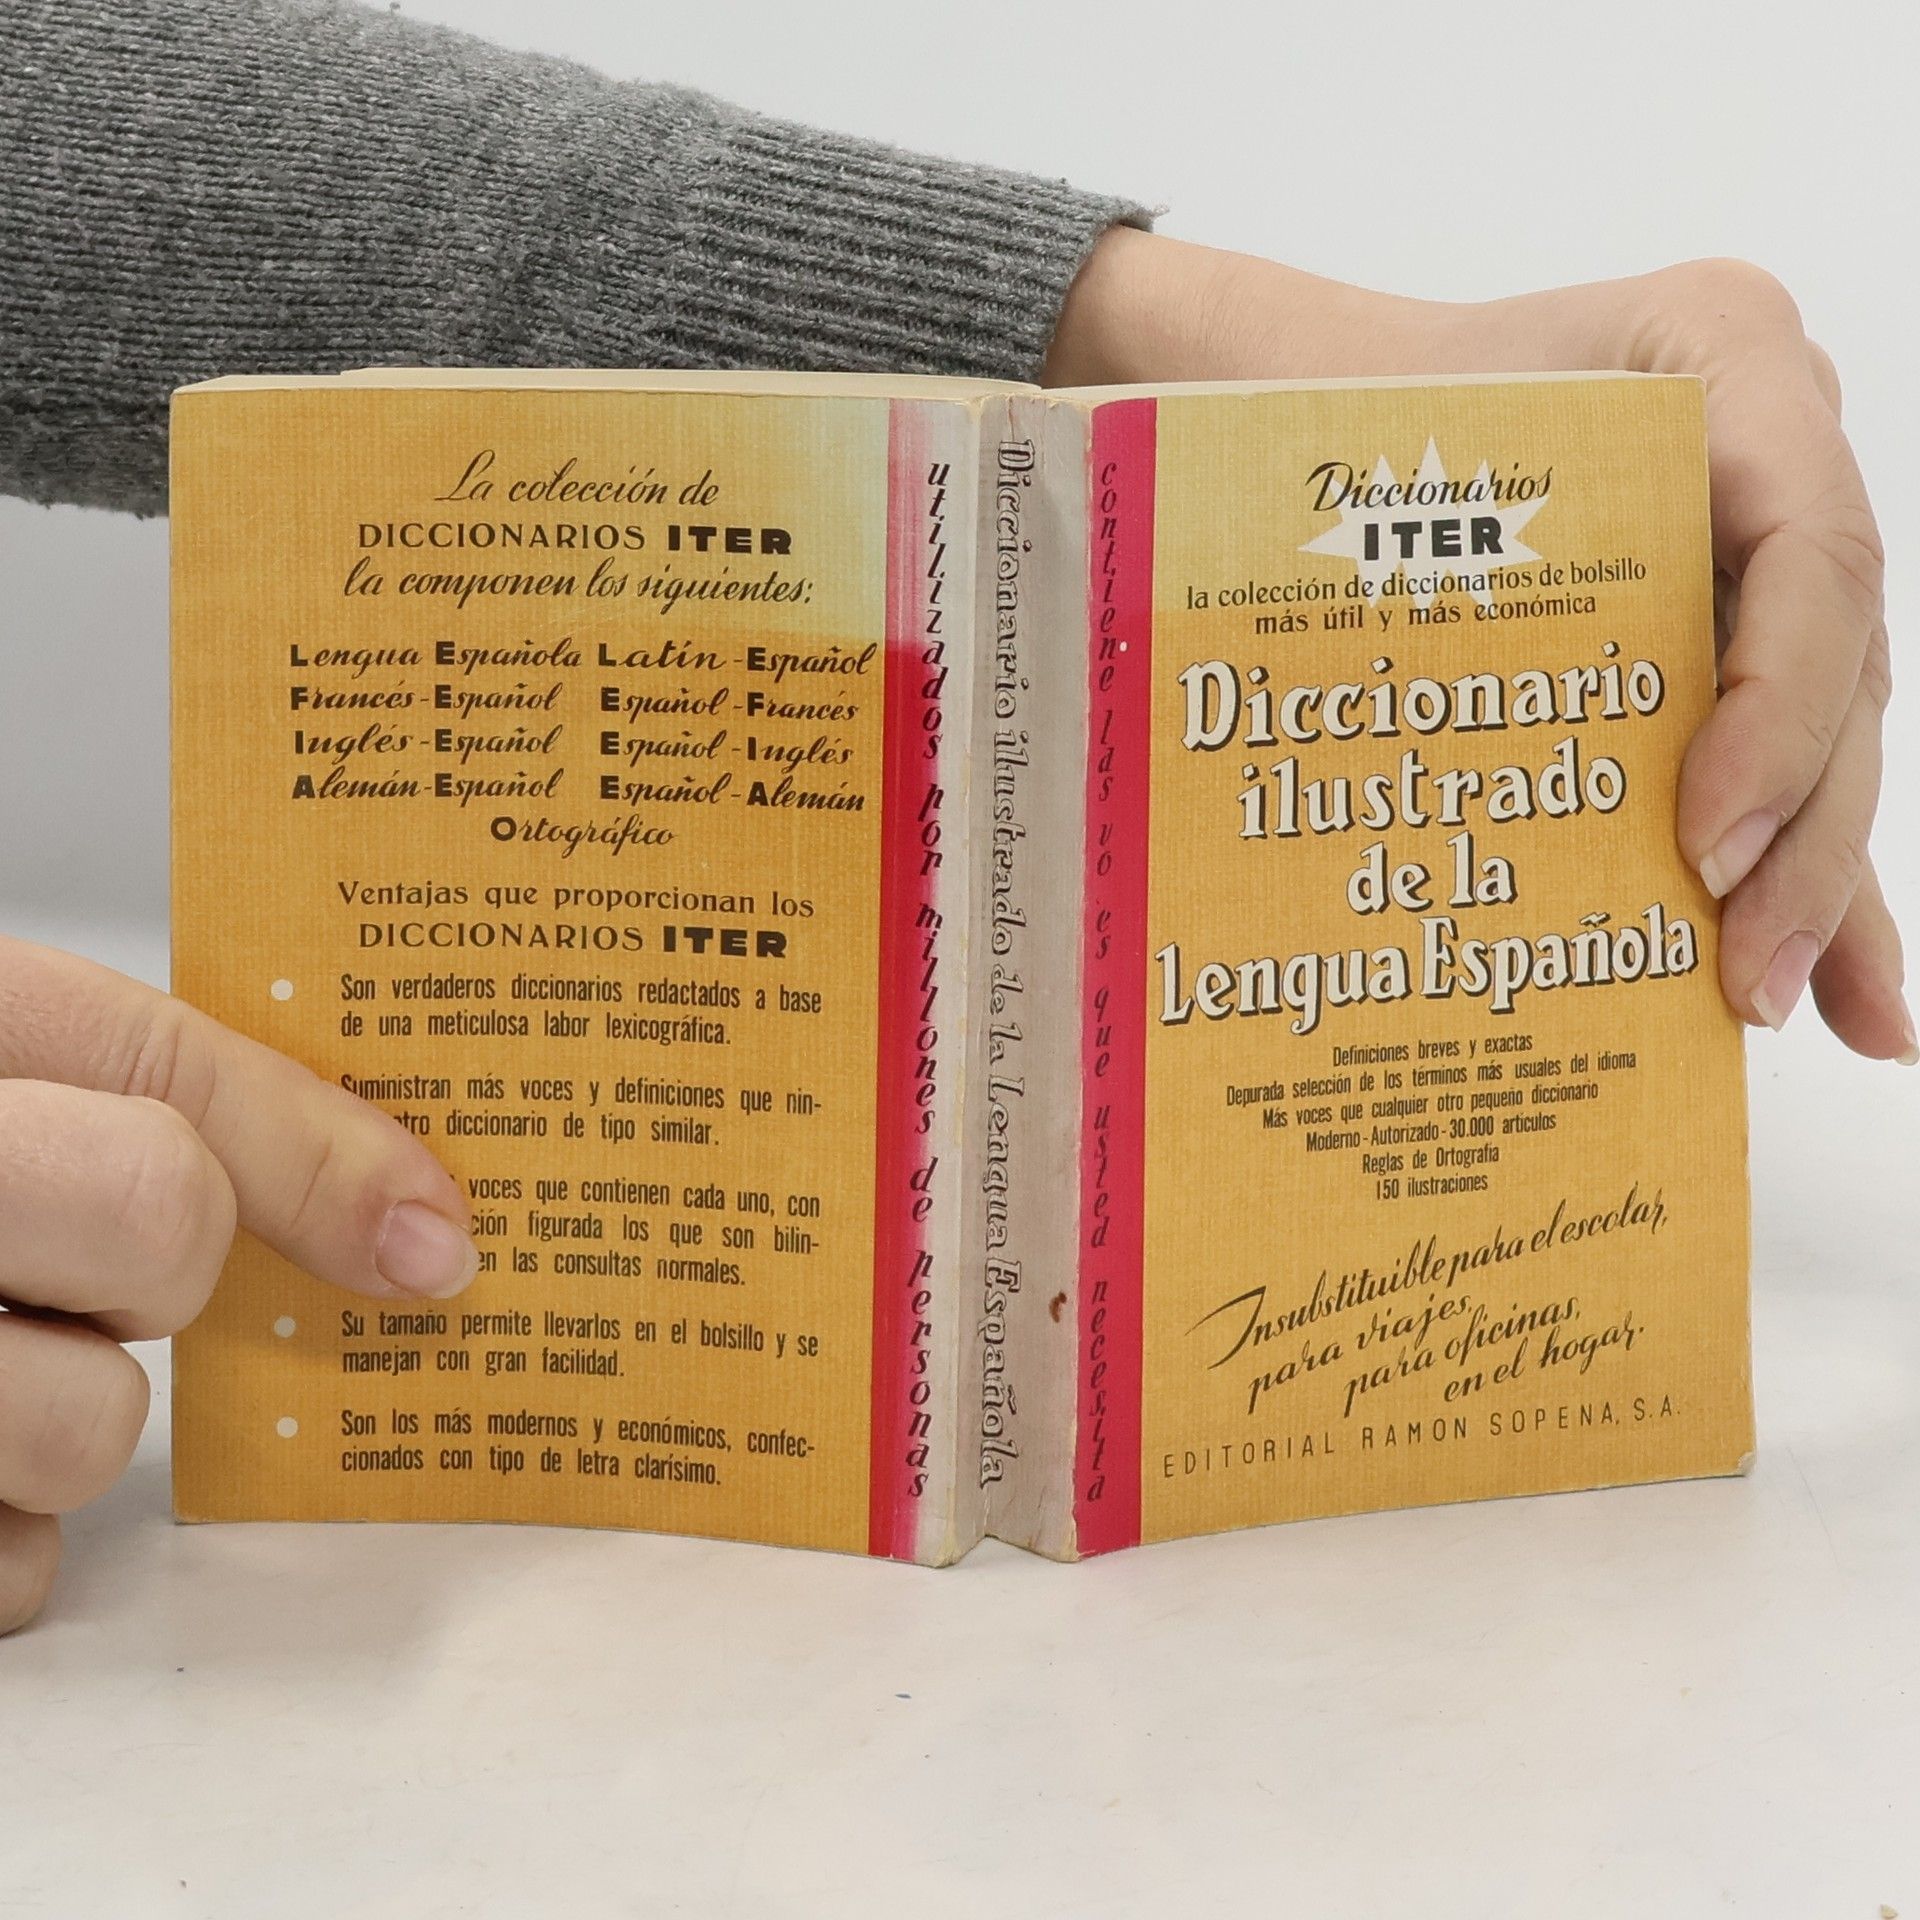 La colección de
DICCIONARIOS ITER
la componen los siguientes:
Lengua Española Latín-Español
Francés-Español Español-Francés
Inglés-Español Español-Inglés
Alemán-Español Español-Alemán
Ortográfico
Ventajas que proporcionan los
DICCIONARIOS ITER
Son verdaderos diccionarios redactados a base
de una meticulosa labor lexicográfica.
Suministran más voces y definiciones que nin-
diccionario de tipo similar.
voces que contienen cada uno, con
figurada los que son bilin-
en las consultas normales.
Su tamaño permite llevarlos en el bolsillo y se
manejan con gran facilidad.
Son los más modernos y económicos, confec-
cionados con tipo de letra clarísimo.
utilizados por millones de personas
Diccionario ilustrado de la Lengua Española
contiene las voces que usted necesita
Diccionarios
ITER
la colección de diccionarios de bolsillo
más útil y más económica
Diccionario
ilustrado
de la
Lengua Española
Definiciones breves y exactas
Depurada selección de los términos más usuales del idioma
Más voces que cualquier otro pequeño diccionario
Moderno-Autorizado-30.000 artículos
Reglas de Ortografía
150 ilustraciones
Insubstituible para el escolar,
para viajes,
para oficinas,
en el hogar.
EDITORIAL RAMON SOPENA, S.A.